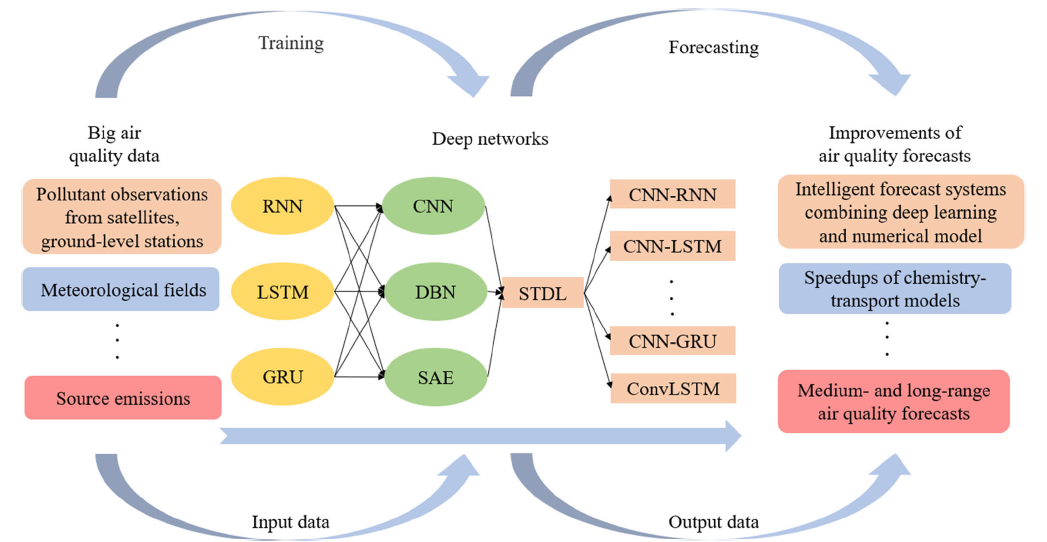 Training
Forecasting
Big air
quality data
Deep networks
Improvements of
air quality forecasts
Pollutant observations
from satellites,
ground-level stations
Meteorological fields
Source emissions
RNN
LSTM
GRU
CNN
DBN
SAE
STDL
CNN-RNN
CNN-LSTM
CNN-GRU
ConvLSTM
Intelligent forecast systems
combining deep learning
and numerical model
Speedups of chemistry-
transport models
Medium- and long-range
air quality forecasts
Input data
Output data